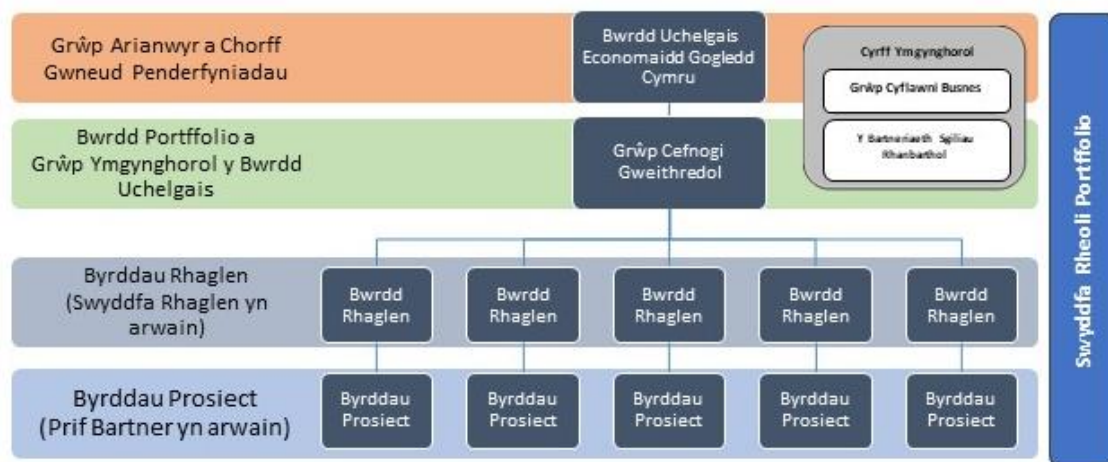 Grŵp Arianwyr a Chorff
Gwneud Penderfyniadau
Bwrdd Uchelgais
Economaidd Gogledd
Cymru
Cyrff Ymgynghorol
Grŵp Cyflawni Busnes
Y Bartneriaeth Sgiliau
Rhanbarthol
Bwrdd Portffolio a
Grŵp Ymgynghorol y Bwrdd
Uchelgais
Grŵp Cefnogi
Gweithredol
Byrddau Rhaglen
(Swyddfa Rhaglen yn
arwain)
Bwrdd
Rhaglen
Bwrdd
Rhaglen
Bwrdd
Rhaglen
Bwrdd
Rhaglen
Bwrdd
Rhaglen
Byrddau Prosiect
(Prif Bartner yn arwain)
Byrddau
Prosiect
Byrddau
Prosiect
Byrddau
Prosiect
Byrddau
Prosiect
Byrddau
Prosiect
Swyddfa Rheoli Portffolio